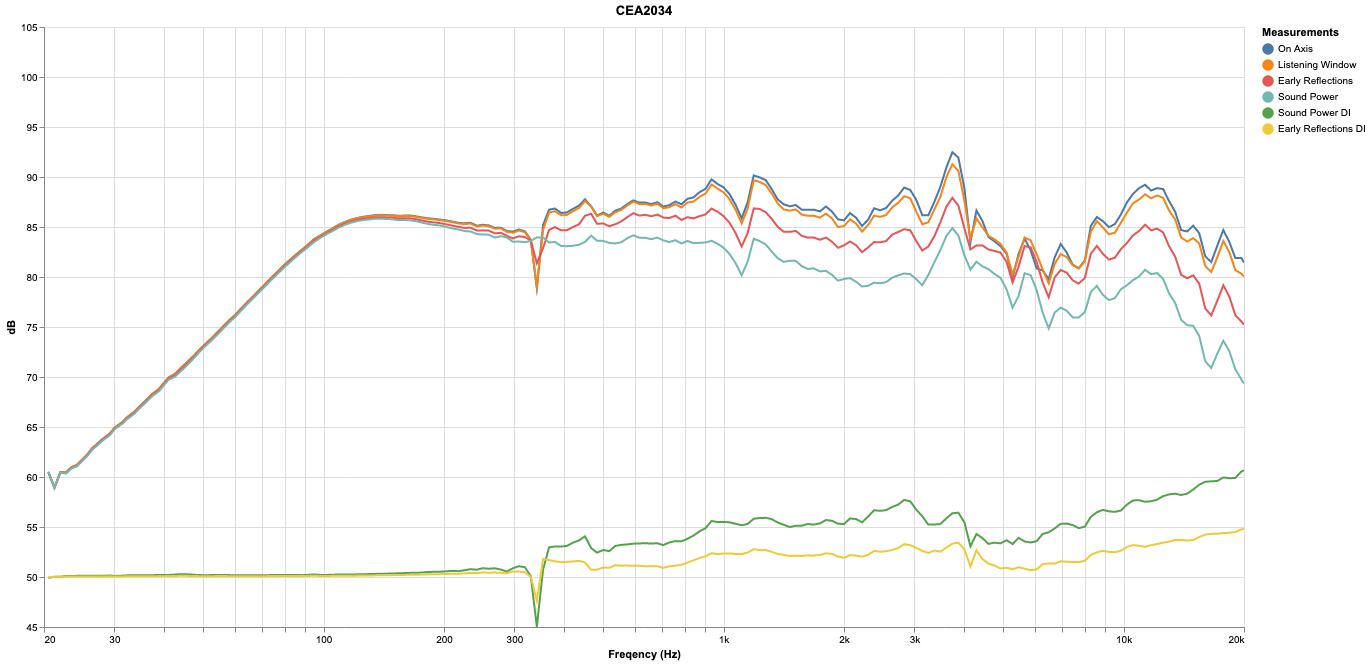 CEA2034
105
100
95
90
85
80
75
70
65
60
55
50
45
dB
20
30
100
200
300
1k
2k
3k
10k
20k
Freqency (Hz)
Measurements
On Axis
Listening Window
Early Reflections
Sound Power
Sound Power DI
Early Reflections DI